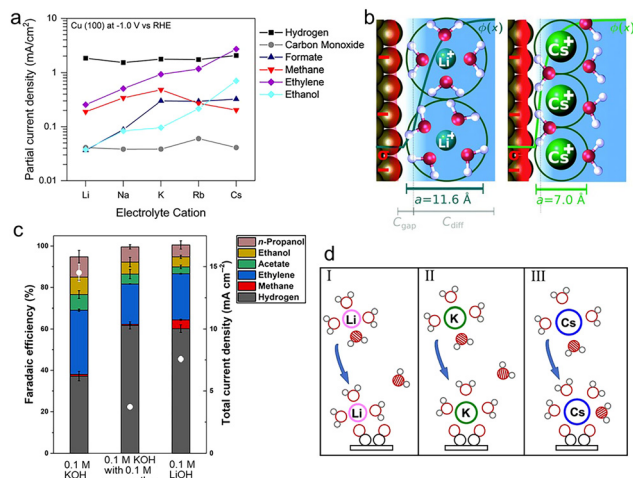 a
Cu (100) at -1.0 V vs RHE
Partial current density (mA/cm²)
10
1
0.1
0.01
Li Na K Rb Cs
Electrolyte Cation
Hydrogen
Carbon Monoxide
Formate
Methane
Ethylene
Ethanol
b
ϕ(x)
Li+
Li+
a=11.6 Å
C gap
C diff
ϕ(x)
Cs+
Cs+
Cs+
a=7.0 Å
c
Faradaic efficiency (%)
100
80
60
40
20
0
n-Propanol
Ethanol
Acetate
Ethylene
Methane
Hydrogen
15
10
5
0
Total current density (mA cm⁻²)
0.1 M
KOH
0.1 M KOH
with 0.1 M
0.1 M
LiOH
d
I
Li
Li
II
K
K
III
Cs
Cs